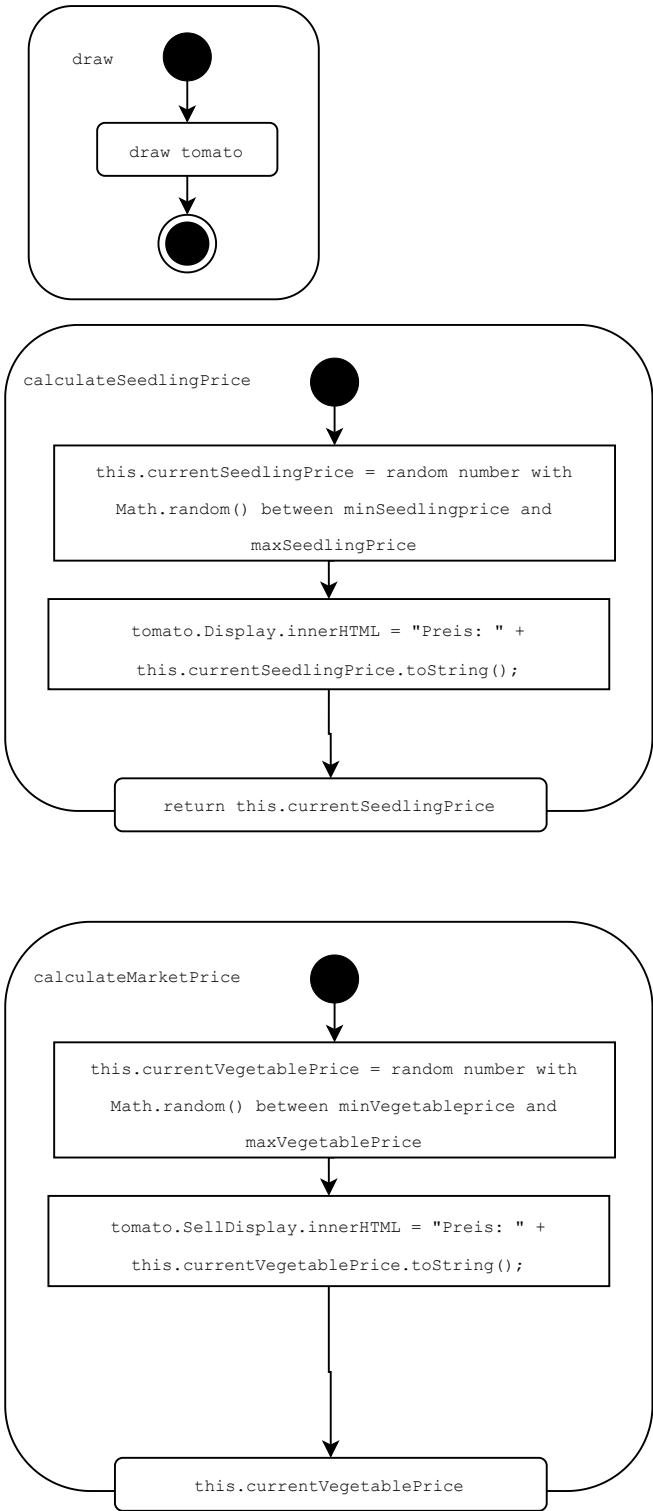 draw
draw tomato
calculateSeedlingPrice
this.currentSeedlingPrice = random number with
Math.random() between minSeedlingprice and
maxSeedlingPrice
tomato.Display.innerHTML = "Preis: " +
this.currentSeedlingPrice.toString();
return this.currentSeedlingPrice
calculateMarketPrice
this.currentVegetablePrice = random number with
Math.random() between minVegetableprice and
maxVegetablePrice
tomato.SellDisplay.innerHTML = "Preis: " +
this.currentVegetablePrice.toString();
this.currentVegetablePrice